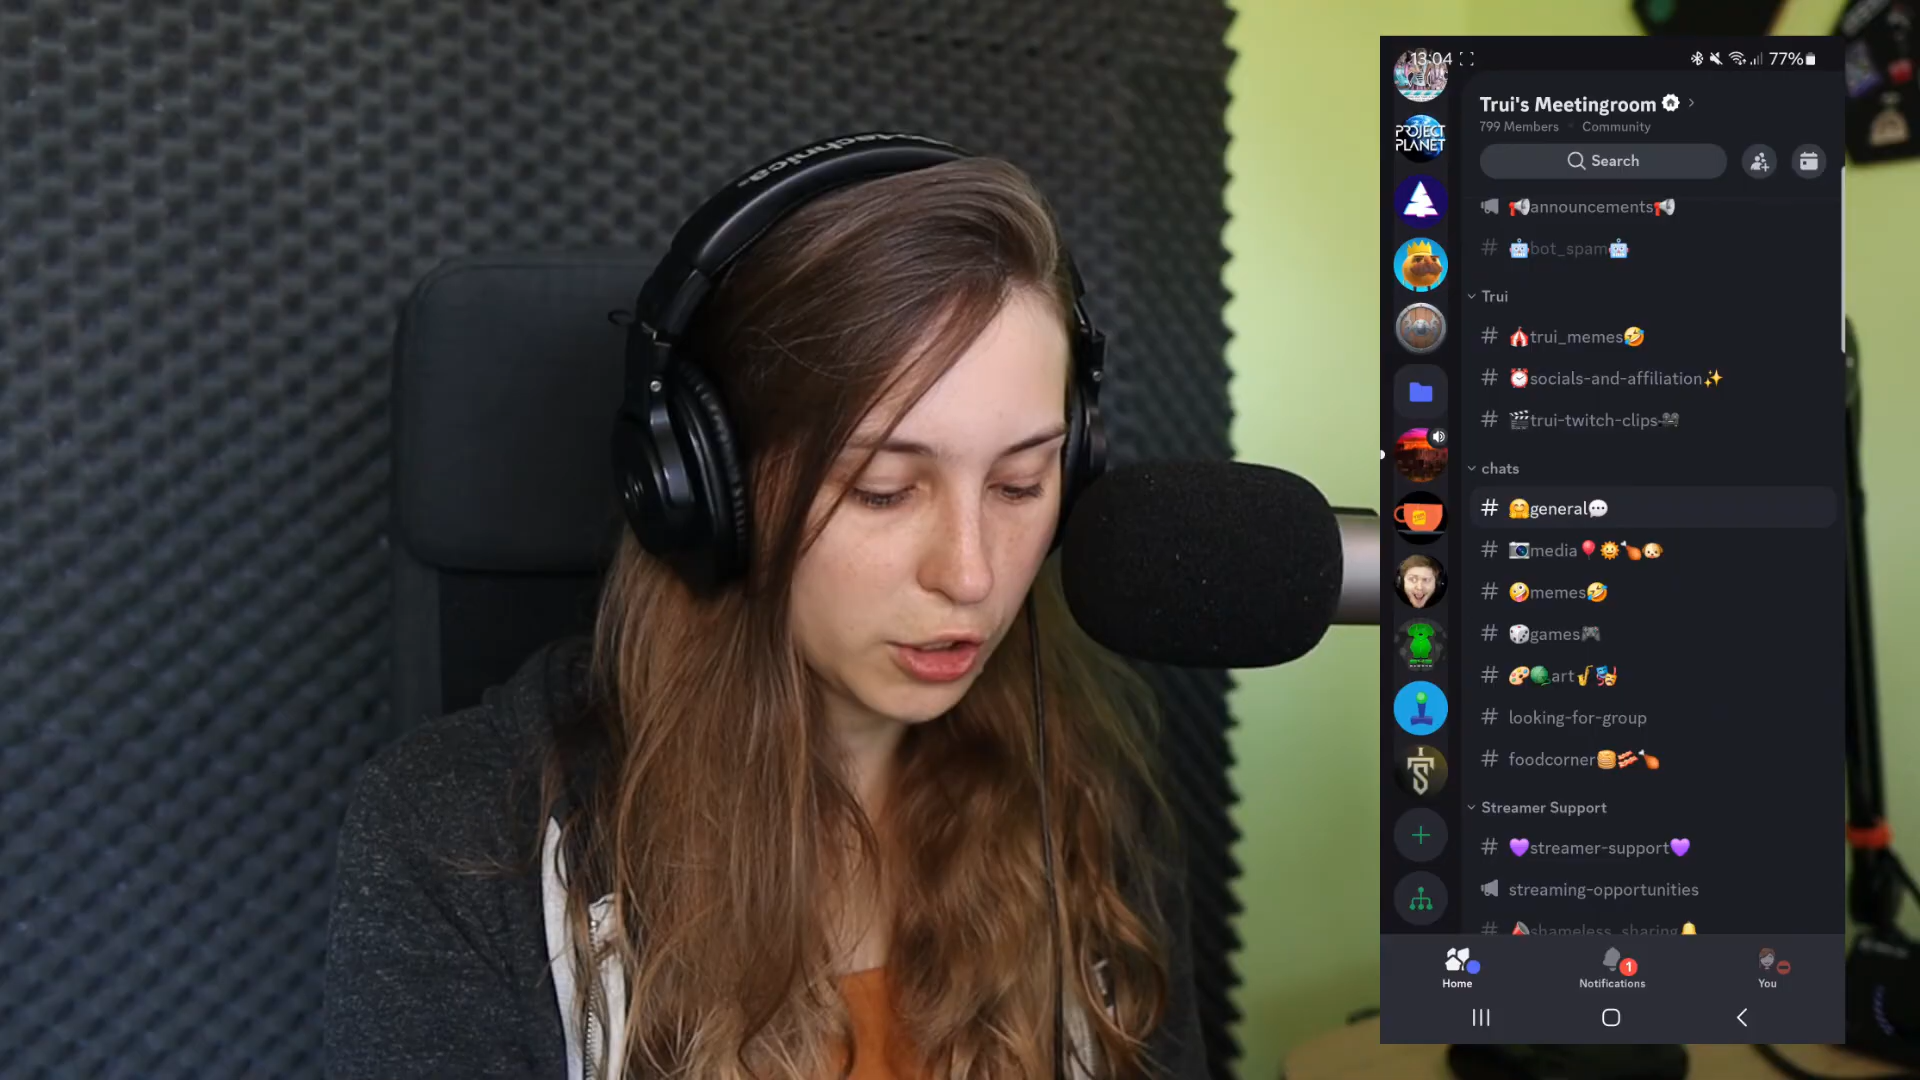 technica
13:04
77%
PROJECT
PLANET
Trui's Meetingroom
799 Members
Community
Search
announcements
# bot_spam
Trui
# trui_memes
# socials-and-affiliation
# trui-twitch-clips
chats
# general
# media
# memes
# games
# art
# looking-for-group
# foodcorner
Streamer Support
# streamer-support
streaming-opportunities
# shameless_sharing
1
Home
Notifications
You